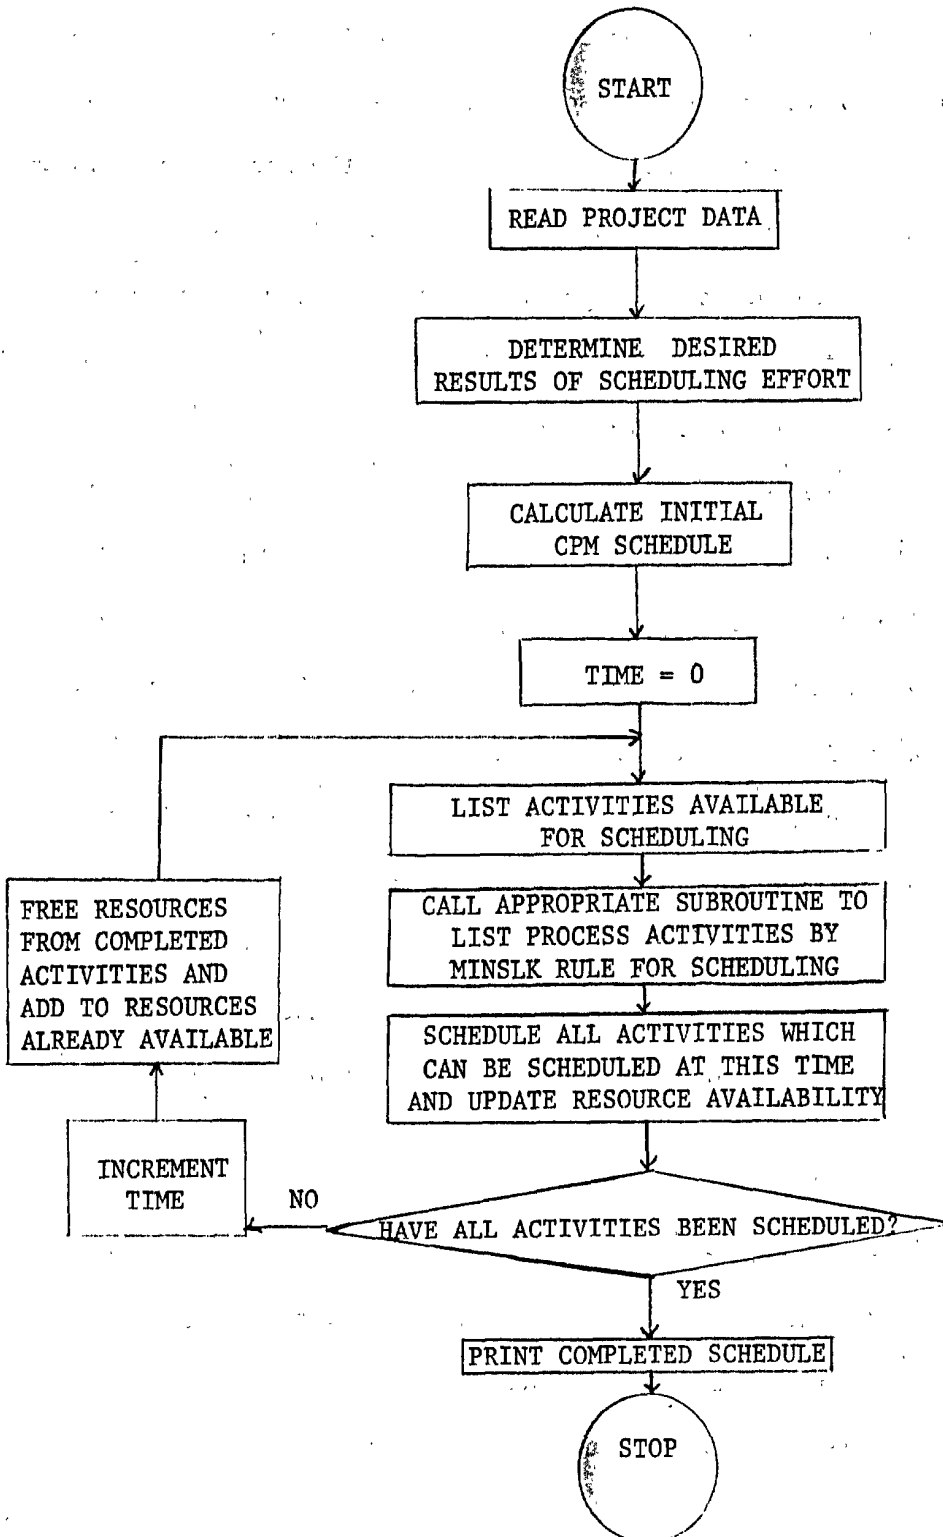 START
READ PROJECT DATA
DETERMINE DESIRED
RESULTS OF SCHEDULING EFFORT
CALCULATE INITIAL
CPM SCHEDULE
TIME = 0
LIST ACTIVITIES AVAILABLE
FOR SCHEDULING
CALL APPROPRIATE SUBROUTINE TO
LIST PROCESS ACTIVITIES BY
MINSLK RULE FOR SCHEDULING
SCHEDULE ALL ACTIVITIES WHICH
CAN BE SCHEDULED AT THIS TIME
AND UPDATE RESOURCE AVAILABILITY
HAVE ALL ACTIVITIES BEEN SCHEDULED?
NO
INCREMENT
TIME
FREE RESOURCES
FROM COMPLETED
ACTIVITIES AND
ADD TO RESOURCES
ALREADY AVAILABLE
YES
PRINT COMPLETED SCHEDULE
STOP